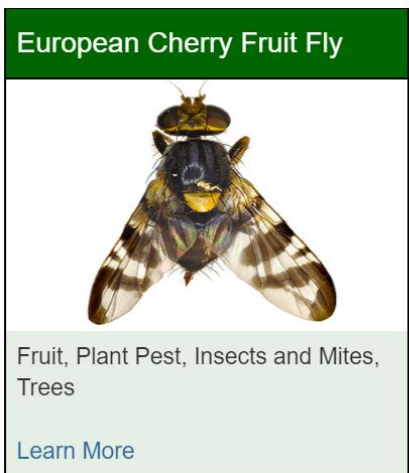 European Cherry Fruit Fly
Fruit, Plant Pest, Insects and Mites,
Trees
Learn More